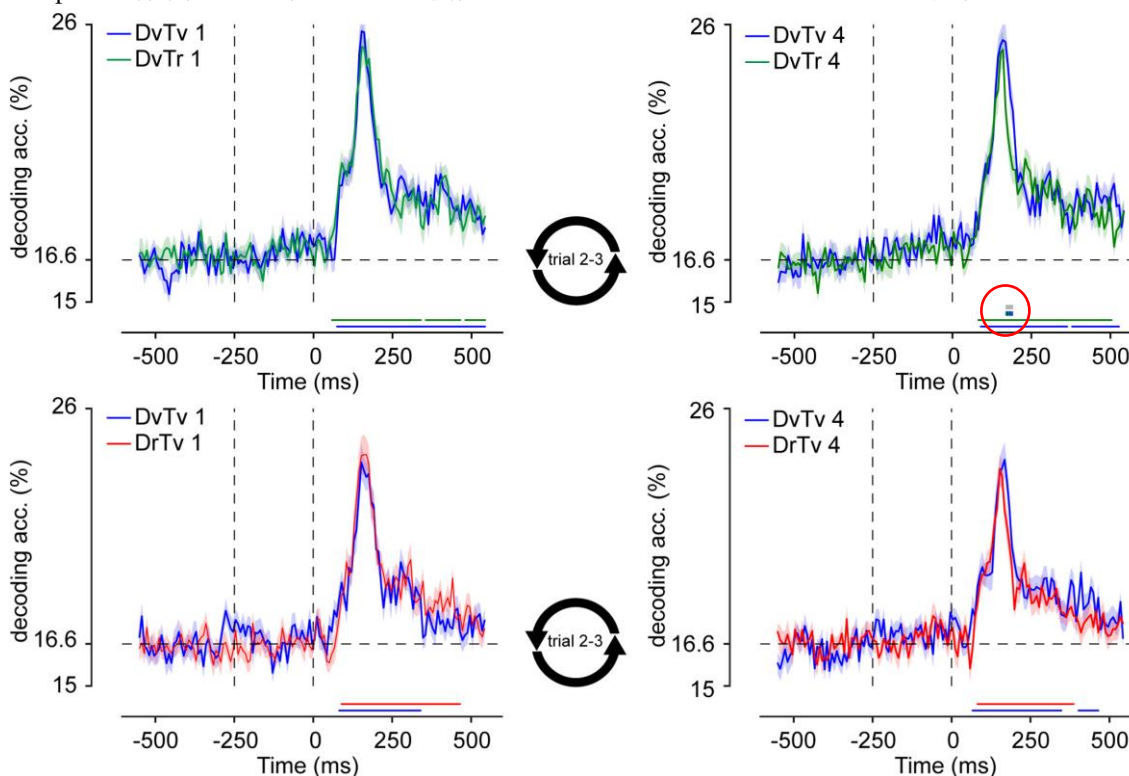 26
DvTv 1
DvTr 1
decoding acc. (%)
16.6
15
-500 -250 0 250 500
Time (ms)
trial 2-3
26
DvTv 4
DvTr 4
decoding acc. (%)
16.6
15
-500 -250 0 250 500
Time (ms)
26
DvTv 1
DrTv 1
decoding acc. (%)
16.6
15
-500 -250 0 250 500
Time (ms)
trial 2-3
26
DvTv 4
DrTv 4
decoding acc. (%)
16.6
15
-500 -250 0 250 500
Time (ms)